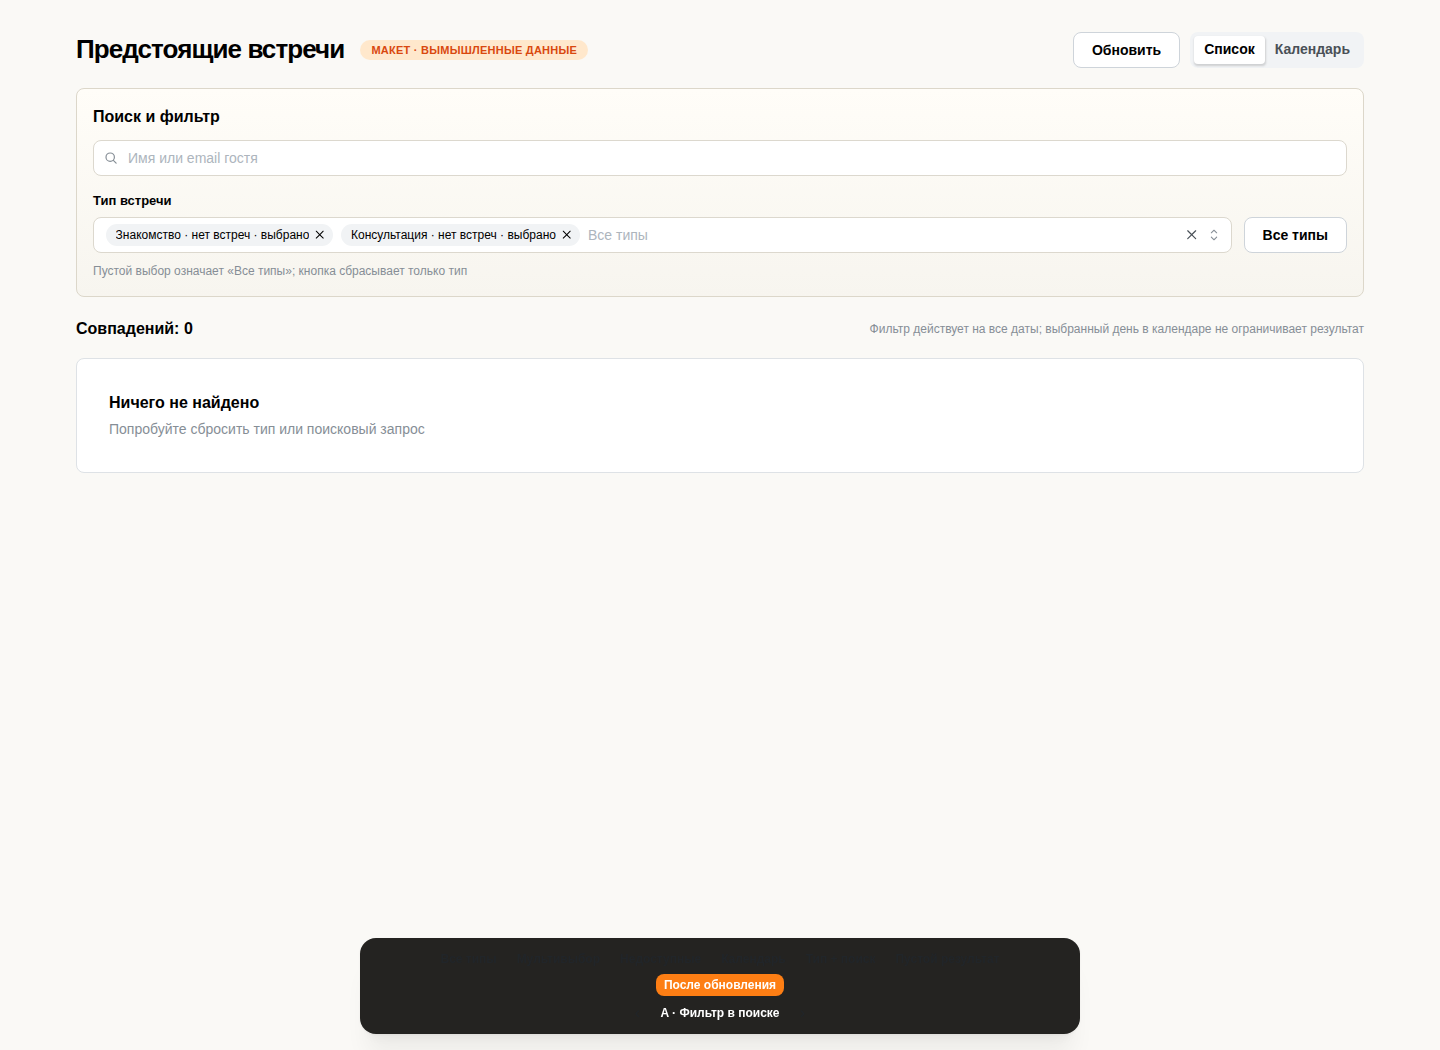 Предстоящие встречи
МАКЕТ · ВЫМЫШЛЕННЫЕ ДАННЫЕ
Обновить
Список
Календарь
Поиск и фильтр
Имя или email гостя
Тип встречи
Знакомство · нет встреч · выбрано
Консультация · нет встреч · выбрано
Все типы
Все типы
Пустой выбор означает «Все типы»; кнопка сбрасывает только тип
Совпадений: 0
Фильтр действует на все даты; выбранный день в календаре не ограничивает результат
Ничего не найдено
Попробуйте сбросить тип или поисковый запрос
После обновления
A · Фильтр в поиске